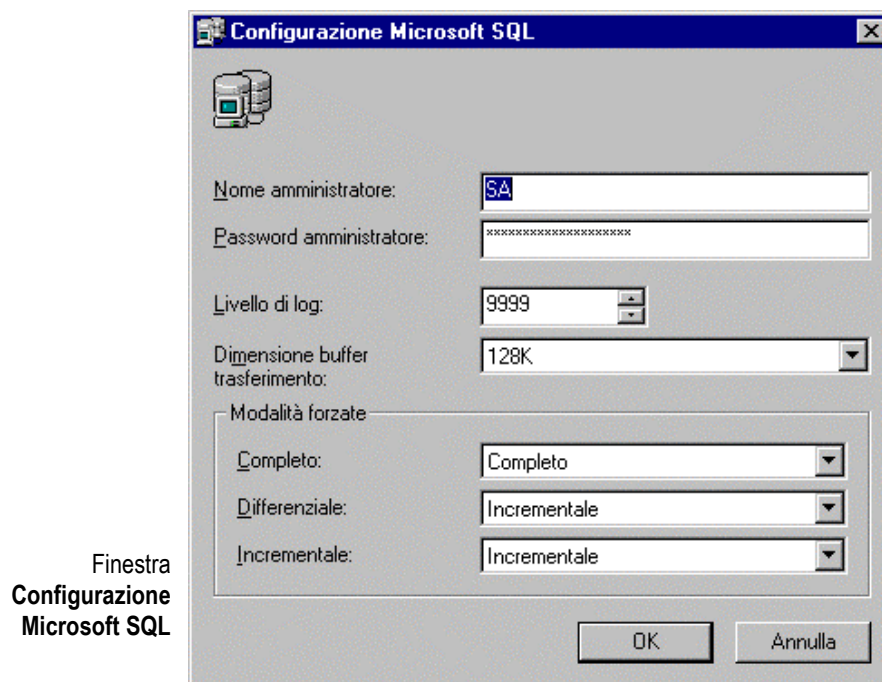 Configurazione Microsoft SQL
Nome amministratore:
SA
Password amministratore:
********************
Livello di log:
9999
Dimensione buffer
trasferimento:
128K
Modalità forzate
Completo:
Completo
Differenziale:
Incrementale
Incrementale:
Incrementale
OK
Annulla
Finestra
Configurazione
Microsoft SQL